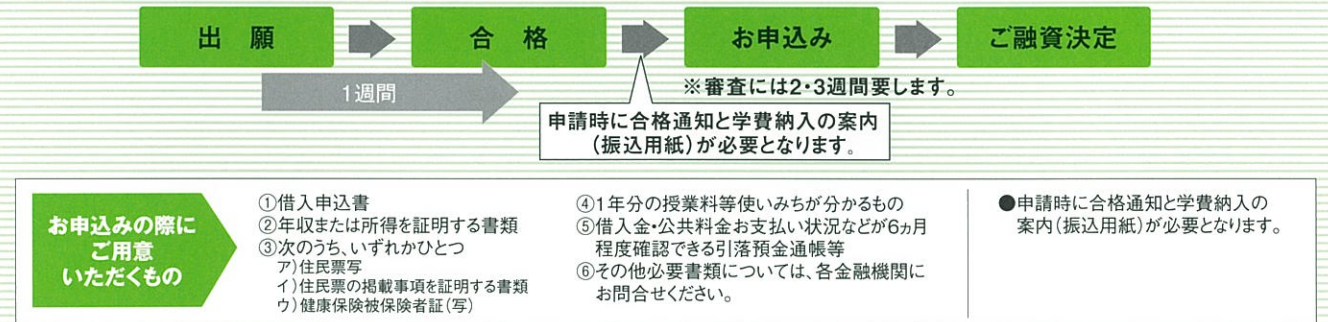 出 願
合 格
お申込み
ご融資決定
1週間
※審査には2・3週間要します。
申請時に合格通知と学費納入の案内
(振込用紙)が必要となります。
お申込みの際に
ご用意
いただくもの
①借入申込書
②年収または所得を証明する書類
③次のうち、いずれかひとつ
ア)住民票写
イ)住民票の掲載事項を証明する書類
ウ)健康保険被保険者証(写)
④1年分の授業料等使いみちが分かるもの
⑤借入金・公共料金お支払い状況などが6ヵ月
程度確認できる引落預金通帳等
⑥その他必要書類については、各金融機関に
お問合せください。
●申請時に合格通知と学費納入の
案内(振込用紙)が必要となります。